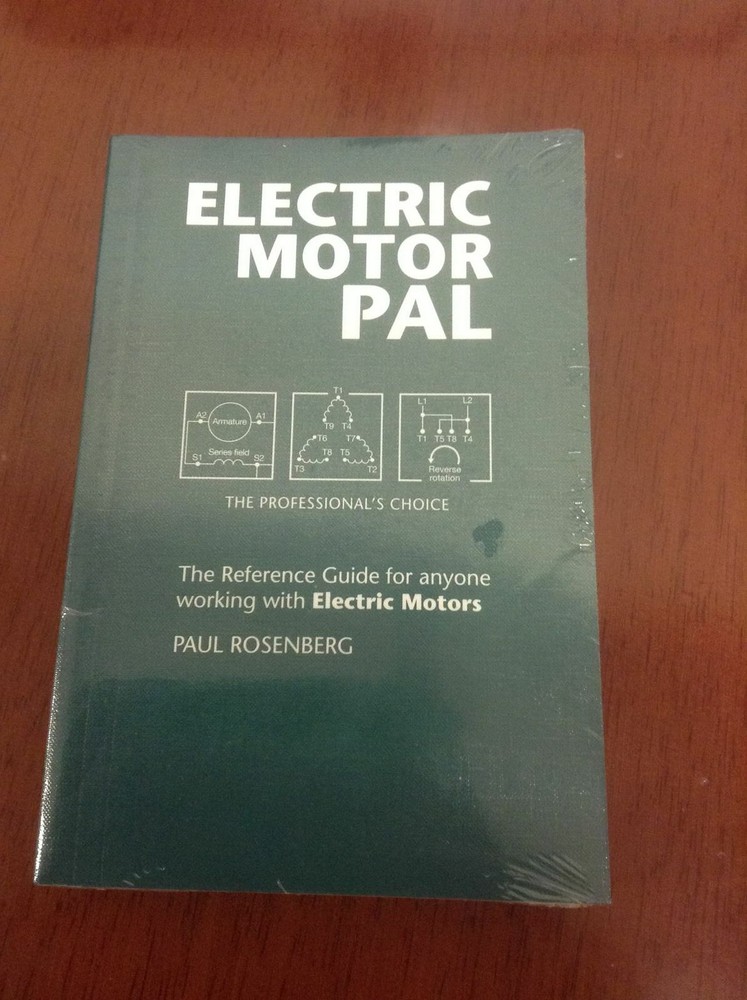 ELECTRIC
MOTOR
PAL
A2 Armature A1
Series field
S1 S2
T1
T9 T4
T6 T7
T8 T5
T3 T2
L1 L2
T1 T5 T8 T4
Reverse
rotation
THE PROFESSIONAL'S CHOICE
The Reference Guide for anyone
working with Electric Motors
PAUL ROSENBERG